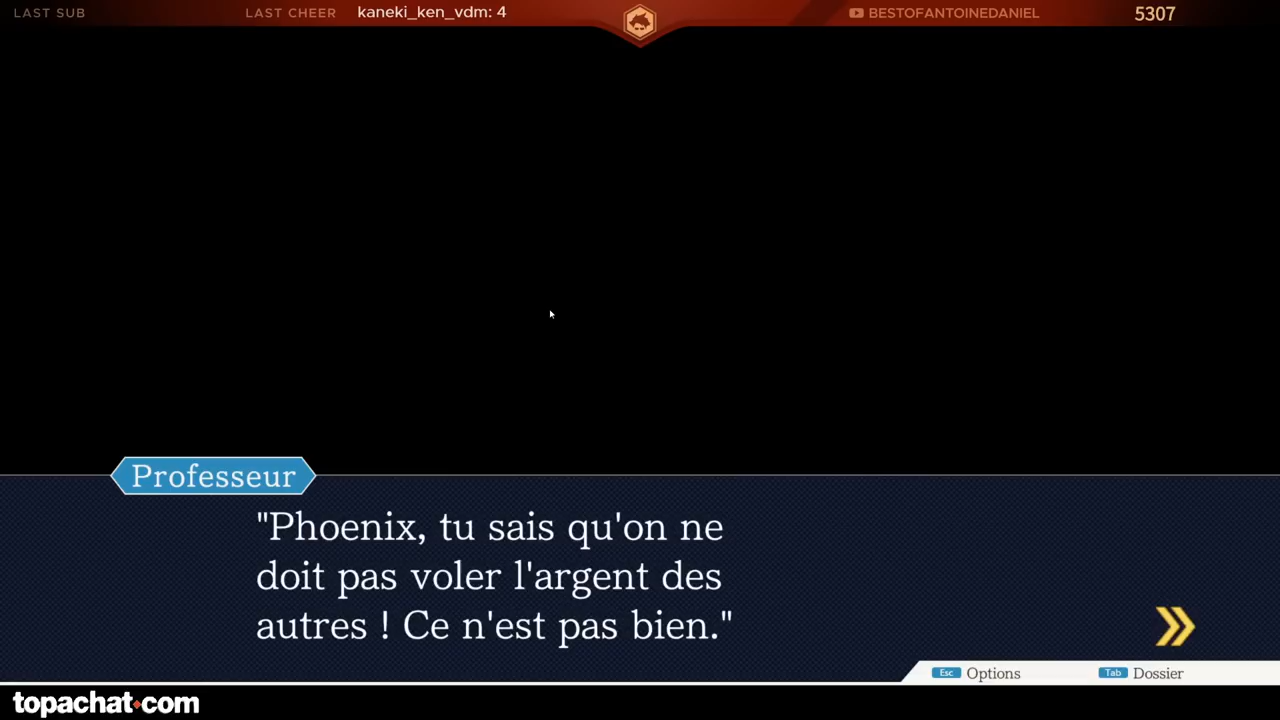 LAST SUB
LAST CHEER kaneki_ken_vdm: 4
BESTOFANTOINEDANIEL
5307
Professeur
"Phoenix, tu sais qu'on ne
doit pas voler l'argent des
autres ! Ce n'est pas bien."
Esc Options
Tab Dossier
topachat.com